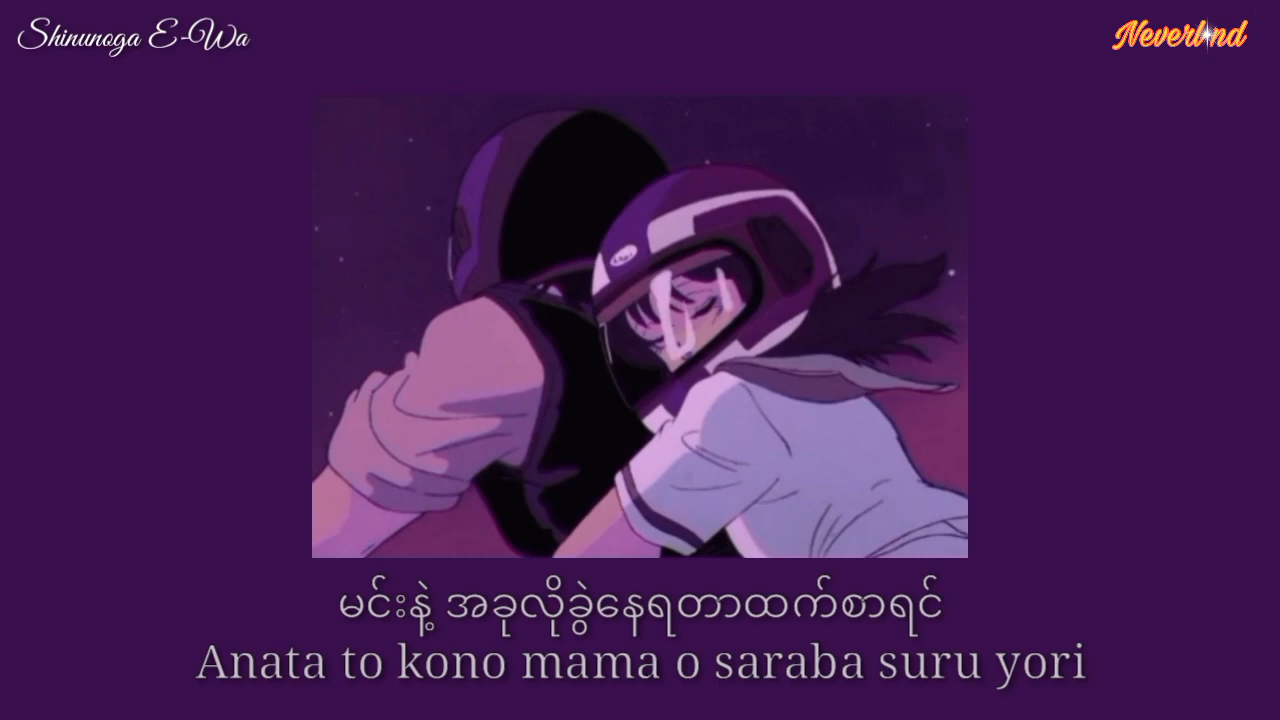 Shinunoga E-Wa
Neverlnd
မင်းနဲ့ အခုလိုခွဲနေရတာထက်စာရင်
Anata to kono mama o saraba suru yori